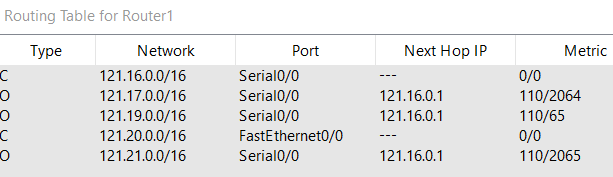 Routing Table for Router1
Type Network Port Next Hop IP Metric
C 121.16.0.0/16 Serial0/0 --- 0/0
O 121.17.0.0/16 Serial0/0 121.16.0.1 110/2064
O 121.19.0.0/16 Serial0/0 121.16.0.1 110/65
C 121.20.0.0/16 FastEthernet0/0 --- 0/0
O 121.21.0.0/16 Serial0/0 121.16.0.1 110/2065